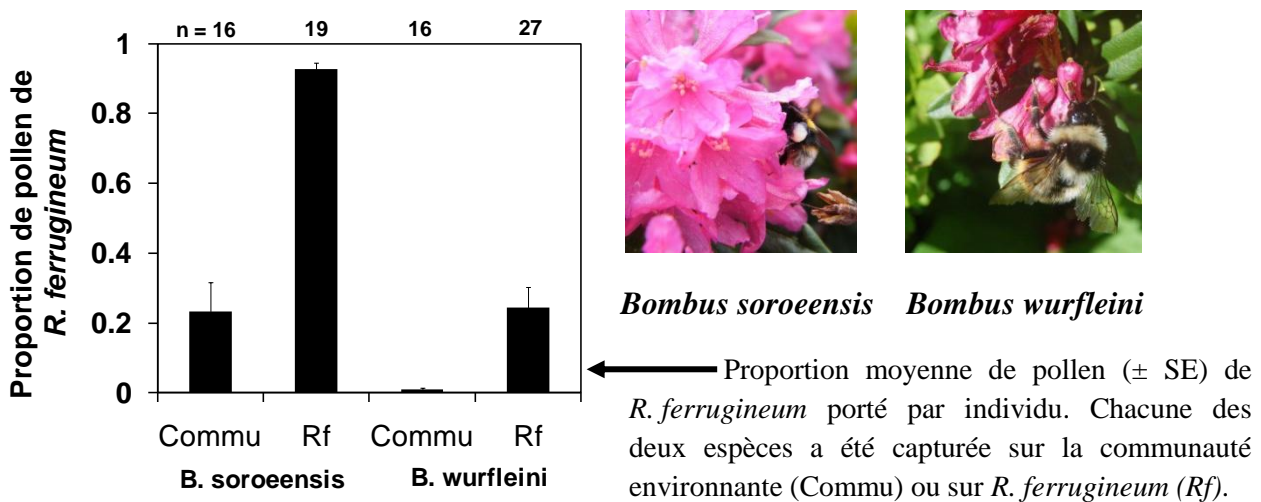 n = 16 19 16 27
1
0.8
0.6
0.4
0.2
0
Proportion de pollen de
R. ferrugineum
Commu Rf Commu Rf
B. soroeensis B. wurfleini
Bombus soroeensis Bombus wurfleini
Proportion moyenne de pollen (± SE) de
R. ferrugineum porté par individu. Chacune des
deux espèces a été capturée sur la communauté
environnante (Commu) ou sur R. ferrugineum (Rf).